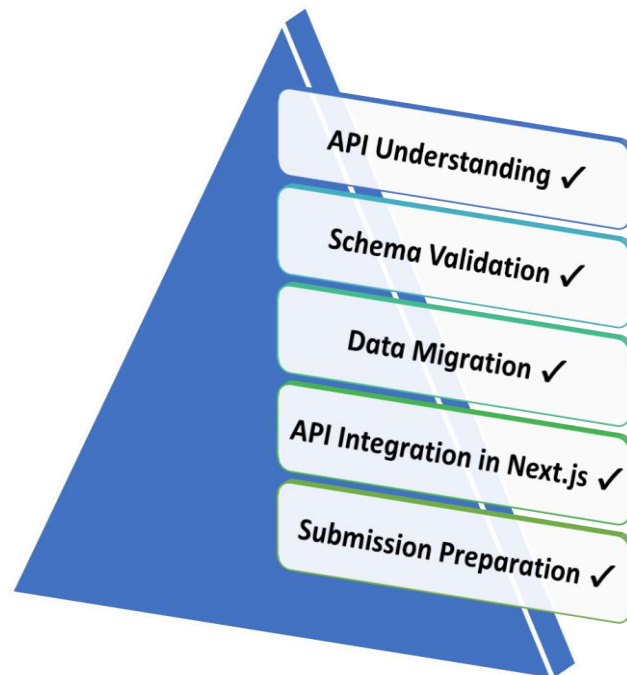 API Understanding ✓
Schema Validation ✓
Data Migration ✓
API Integration in Next.js ✓
Submission Preparation ✓